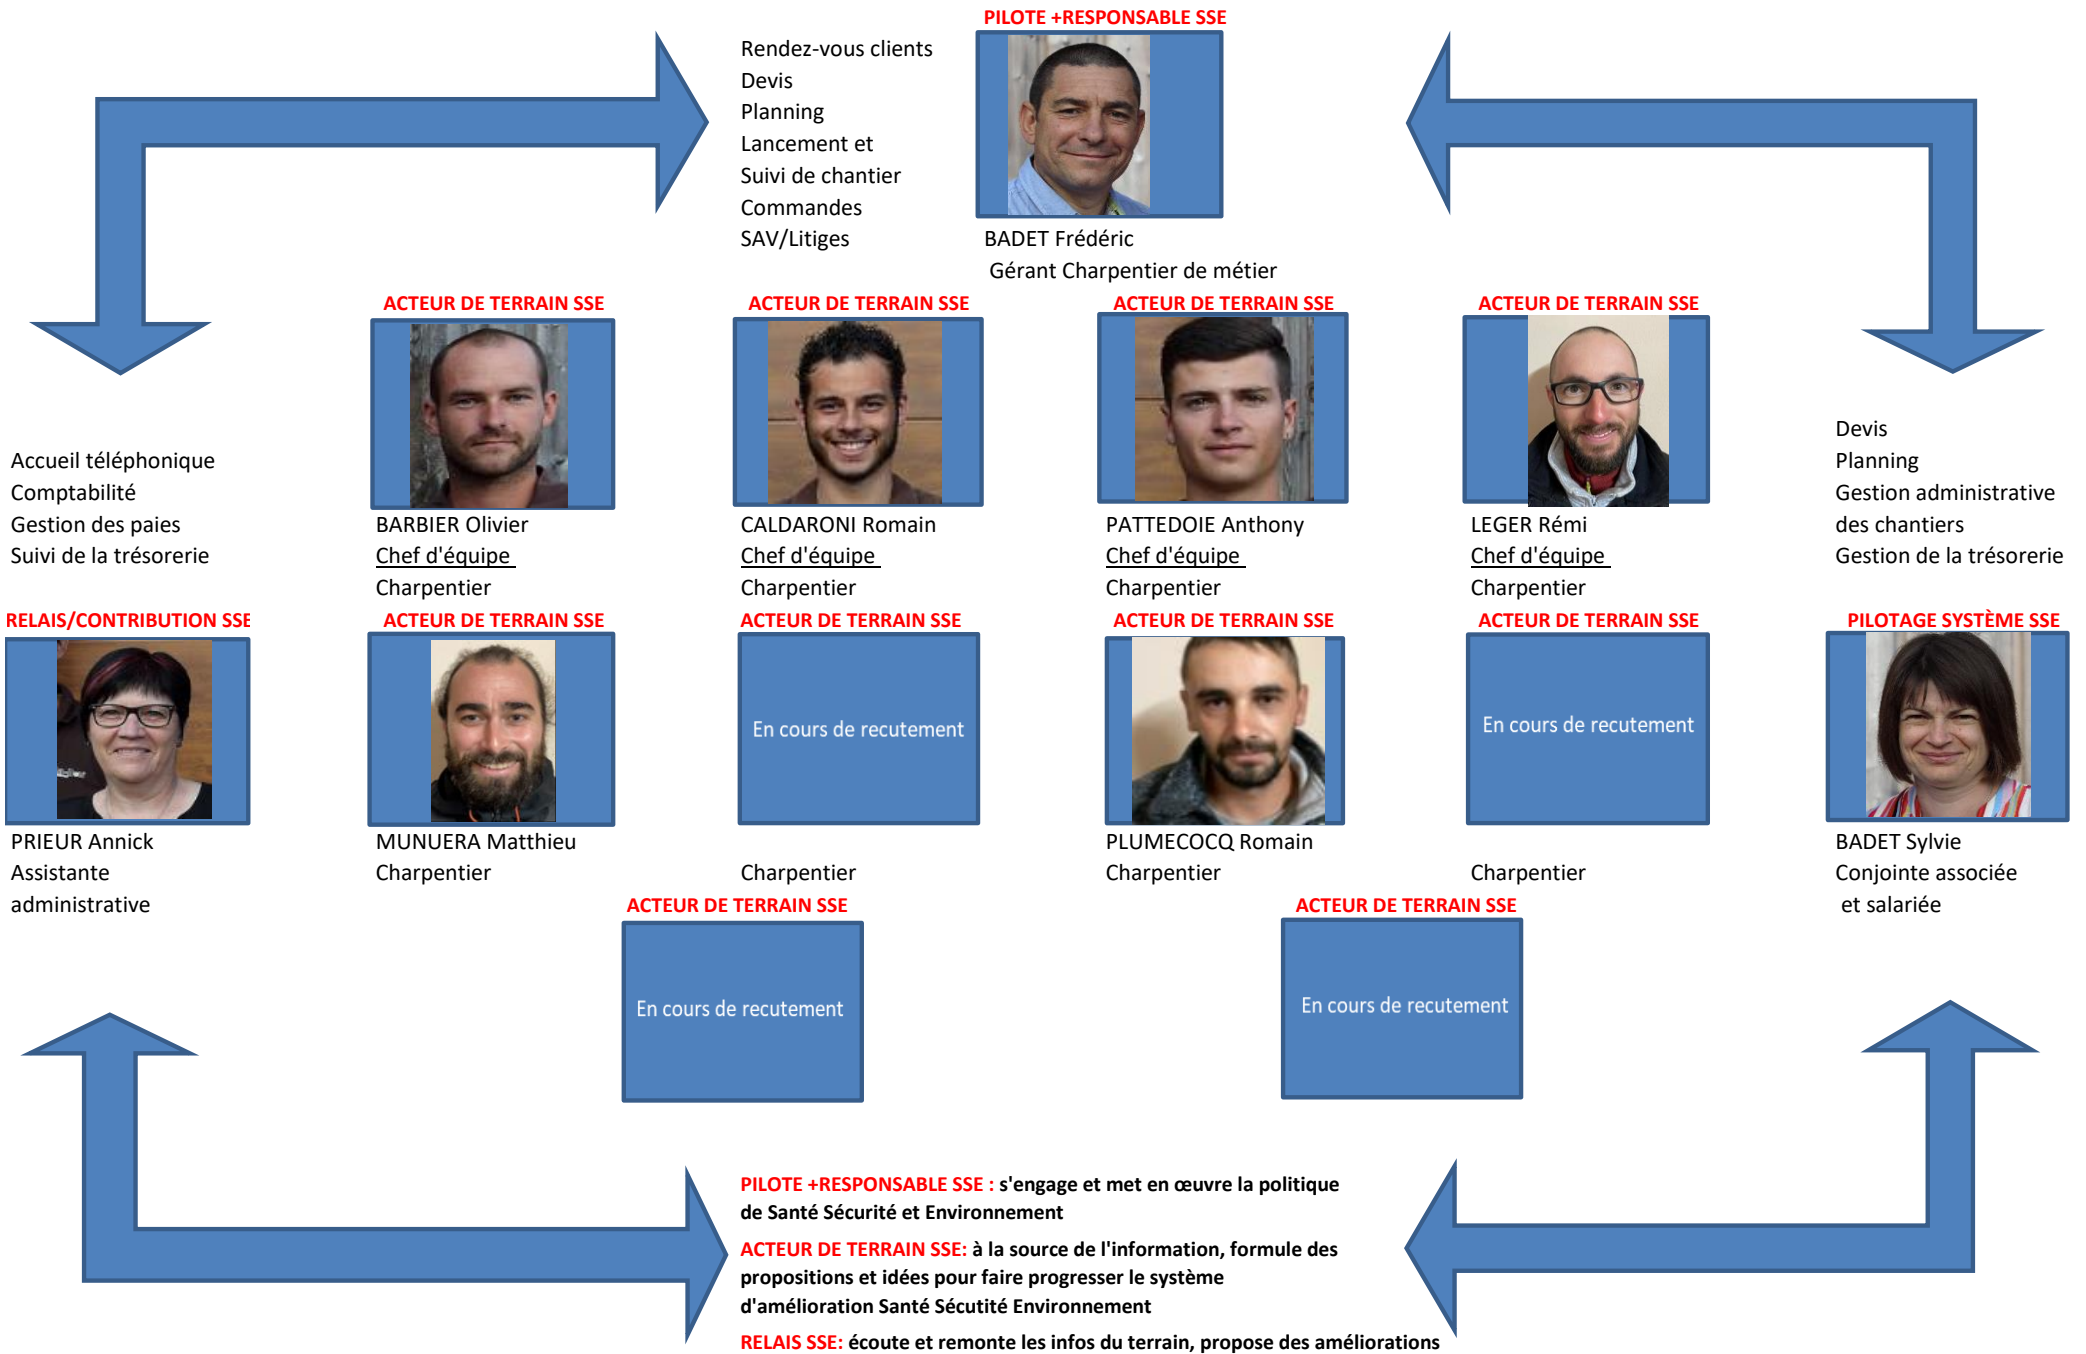 PILOTE +RESPONSABLE SSE
Rendez-vous clients
Devis
Planning
Lancement et
Suivi de chantier
Commandes
SAV/Litiges
BADET Frédéric
Gérant Charpentier de métier
ACTEUR DE TERRAIN SSE
ACTEUR DE TERRAIN SSE
ACTEUR DE TERRAIN SSE
ACTEUR DE TERRAIN SSE
Accueil téléphonique
Comptabilité
Gestion des paies
Suivi de la trésorerie
BARBIER Olivier
Chef d'équipe
Charpentier
CALDARONI Romain
Chef d'équipe
Charpentier
PATTEDOIE Anthony
Chef d'équipe
Charpentier
LEGER Rémi
Chef d'équipe
Charpentier
Devis
Planning
Gestion administrative
des chantiers
Gestion de la trésorerie
RELAIS/CONTRIBUTION SSE
PRIEUR Annick
Assistante
administrative
ACTEUR DE TERRAIN SSE
MUNUERA Matthieu
Charpentier
ACTEUR DE TERRAIN SSE
En cours de recutement
Charpentier
ACTEUR DE TERRAIN SSE
PLUMECOCQ Romain
Charpentier
ACTEUR DE TERRAIN SSE
En cours de recutement
Charpentier
PILOTAGE SYSTÈME SSE
BADET Sylvie
Conjointe associée
et salariée
ACTEUR DE TERRAIN SSE
En cours de recutement
ACTEUR DE TERRAIN SSE
En cours de recutement
PILOTE +RESPONSABLE SSE : s'engage et met en œuvre la politique
de Santé Sécurité et Environnement
ACTEUR DE TERRAIN SSE: à la source de l'information, formule des
propositions et idées pour faire progresser le système
d'amélioration Santé Sécutité Environnement
RELAIS SSE: écoute et remonte les infos du terrain, propose des améliorations